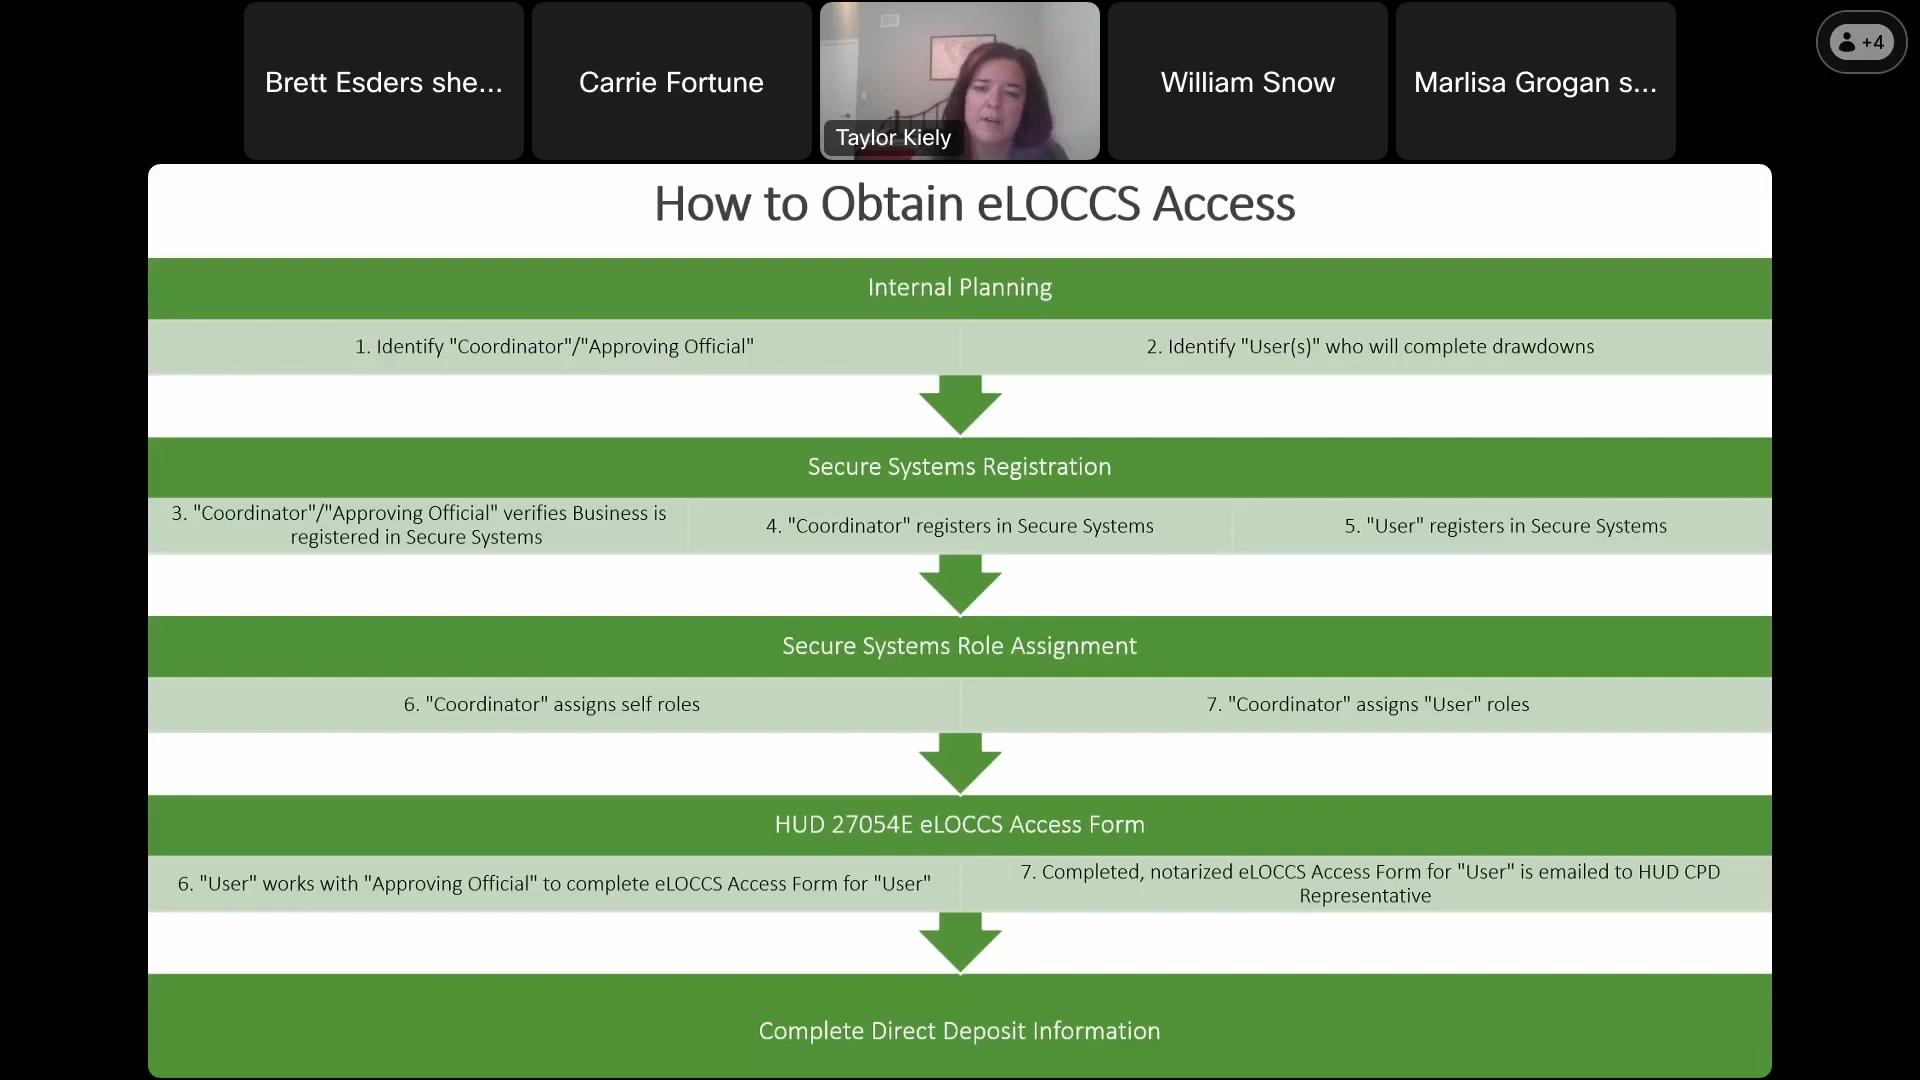 Brett Esders she...
Carrie Fortune
Taylor Kiely
William Snow
Marlisa Grogan s...
+4
How to Obtain eLOCCS Access
Internal Planning
1. Identify "Coordinator"/"Approving Official"
2. Identify "User(s)" who will complete drawdowns
Secure Systems Registration
3. "Coordinator"/"Approving Official" verifies Business is
registered in Secure Systems
4. "Coordinator" registers in Secure Systems
5. "User" registers in Secure Systems
Secure Systems Role Assignment
6. "Coordinator" assigns self roles
7. "Coordinator" assigns "User" roles
HUD 27054E eLOCCS Access Form
6. "User" works with "Approving Official" to complete eLOCCS Access Form for "User"
7. Completed, notarized eLOCCS Access Form for "User" is emailed to HUD CPD
Representative
Complete Direct Deposit Information